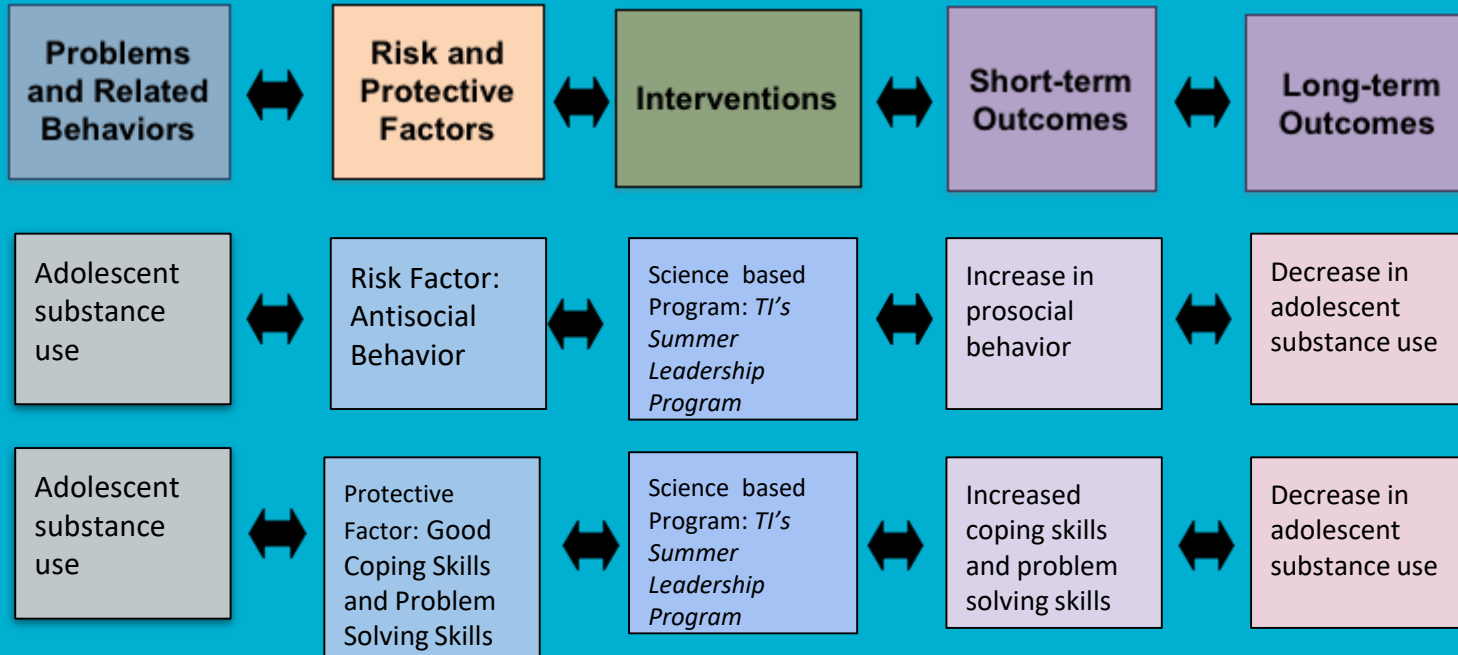 Problems
and Related
Behaviors
Risk and
Protective
Factors
Interventions
Short-term
Outcomes
Long-term
Outcomes
Adolescent
substance
use
Risk Factor:
Antisocial
Behavior
Science based
Program: TI's
Summer
Leadership
Program
Increase in
prosocial
behavior
Decrease in
adolescent
substance use
Adolescent
substance
use
Protective
Factor: Good
Coping Skills
and Problem
Solving Skills
Science based
Program: TI's
Summer
Leadership
Program
Increased
coping skills
and problem
solving skills
Decrease in
adolescent
substance use